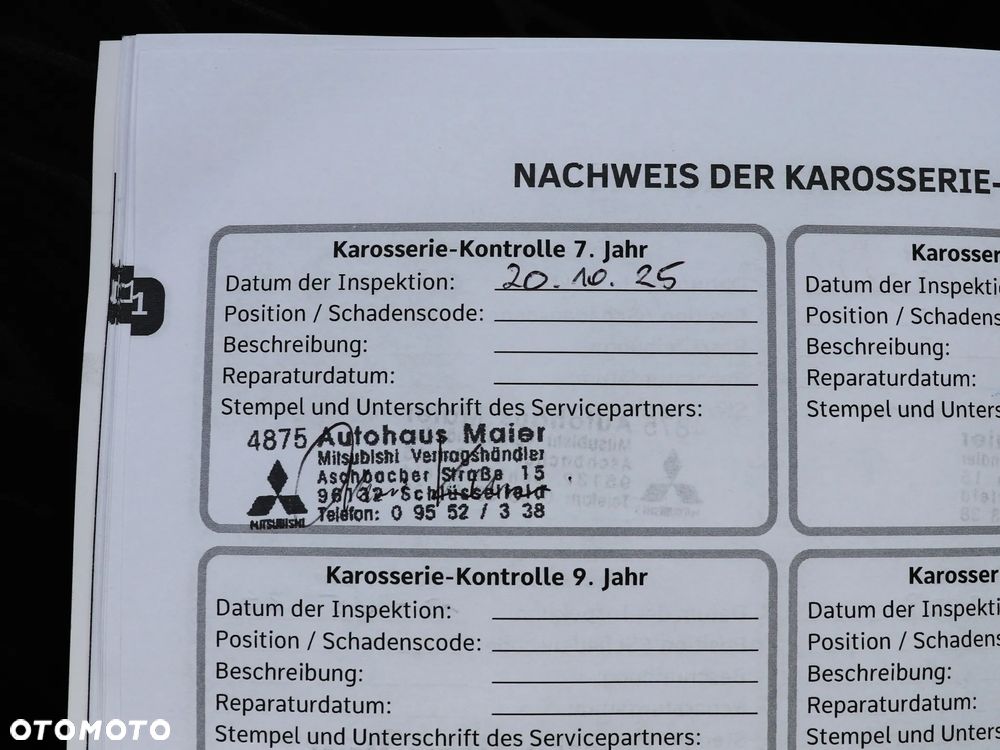 NACHWEIS DER KAROSSERIE-
Karosserie-Kontrolle 7. Jahr
Datum der Inspektion: 20.10.25
Position / Schadenscode:
Beschreibung:
Reparaturdatum:
Stempel und Unterschrift des Servicepartners:
4875 Autohaus Maier
Mitsubishi Vertragshändler
Aschbacher Straße 15
96132 Schlüsselfeld
Telefon: 0 95 52 / 3 38
MITSUBISHI
Karosser
Datum der Inspekti
Position / Schadens
Beschreibung:
Reparaturdatum:
Stempel und Unters
1
Karosserie-Kontrolle 9. Jahr
Datum der Inspektion:
Position / Schadenscode:
Beschreibung:
Reparaturdatum:
Stempel und Unterschrift des Servicepartners:
Karosser
Datum der Inspekti
Position / Schadens
Beschreibung:
Reparaturdatum:
Stempel und Unters
OTOMOTO